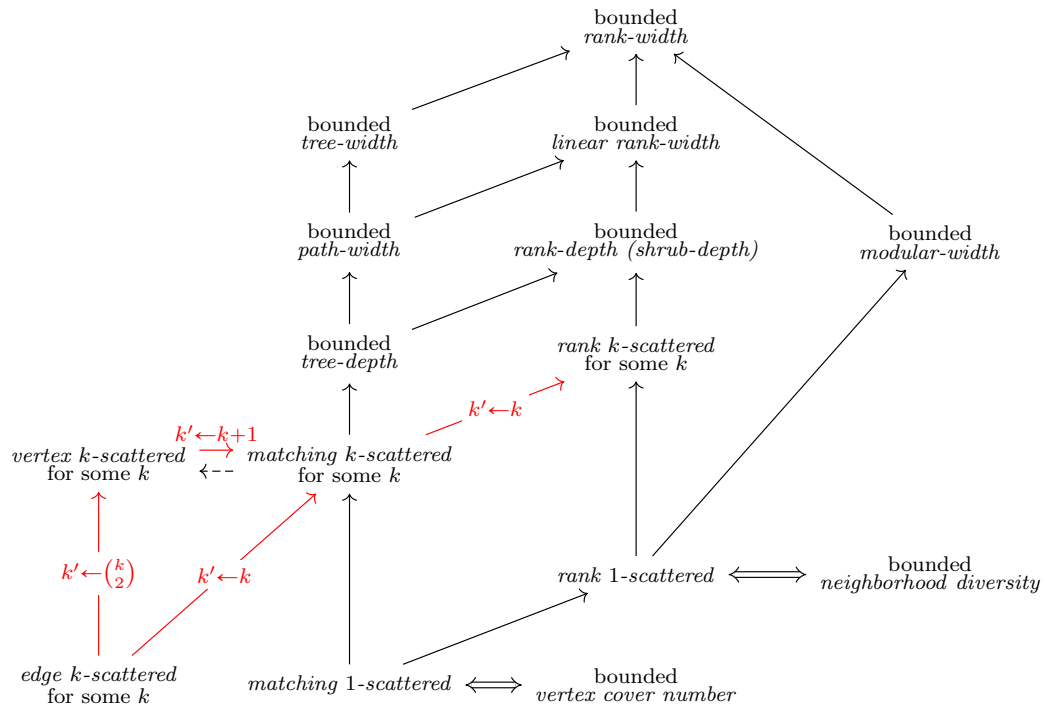 bounded
rank-width
bounded
tree-width
bounded
linear rank-width
bounded
path-width
bounded
rank-depth (shrub-depth)
bounded
modular-width
bounded
tree-depth
rank k-scattered
for some k
k′←k
k′←k+1
vertex k-scattered
for some k
matching k-scattered
for some k
k′←(k 2)
k′←k
rank 1-scattered
bounded
neighborhood diversity
edge k-scattered
for some k
matching 1-scattered
bounded
vertex cover number